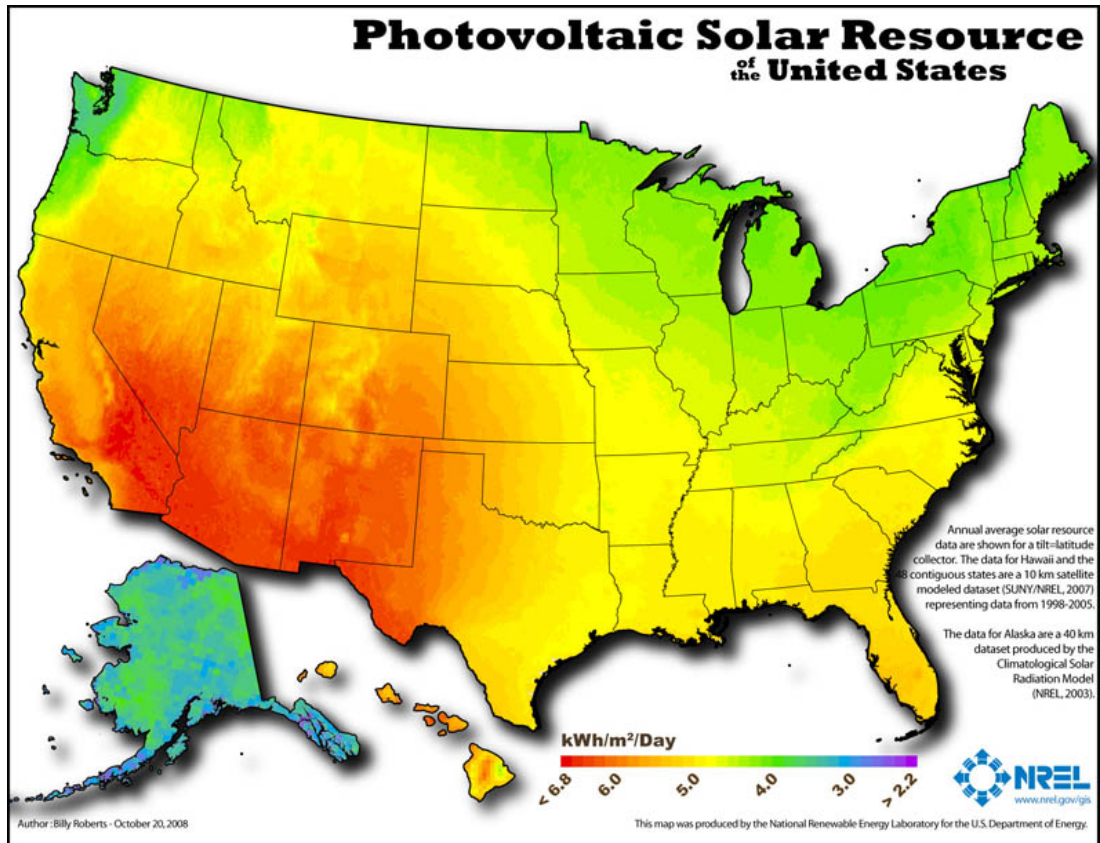 Photovoltaic Solar Resource
of the United States
Annual average solar resource
data are shown for a tilt=latitude
collector. The data for Hawaii and the
48 contiguous states are a 10 km satellite
modeled dataset (SUNY/NREL, 2007)
representing data from 1998-2005.
The data for Alaska are a 40 km
dataset produced by the
Climatological Solar
Radiation Model
(NREL, 2003).
kWh/m²/Day
< 6.8 6.0 5.0 4.0 3.0 > 2.2
NREL
www.nrel.gov/gis
Author : Billy Roberts - October 20, 2008
This map was produced by the National Renewable Energy Laboratory for the U.S. Department of Energy.